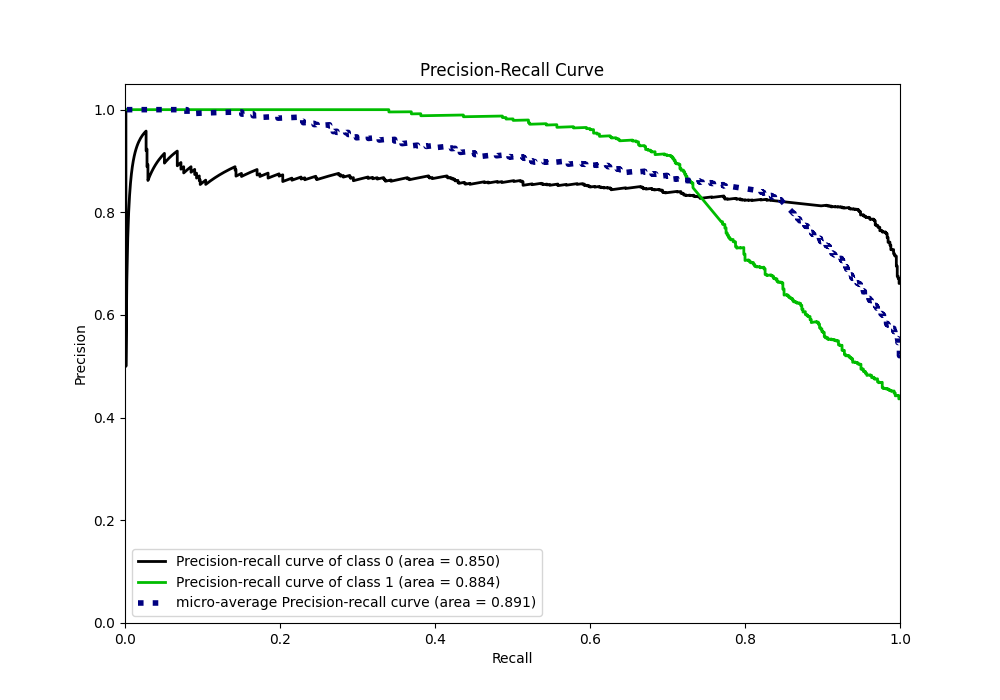 Precision-Recall Curve
1.0
0.8
0.6
0.4
0.2
0.0
Precision
Precision-recall curve of class 0 (area = 0.850)
Precision-recall curve of class 1 (area = 0.884)
micro-average Precision-recall curve (area = 0.891)
0.0 0.2 0.4 0.6 0.8 1.0
Recall